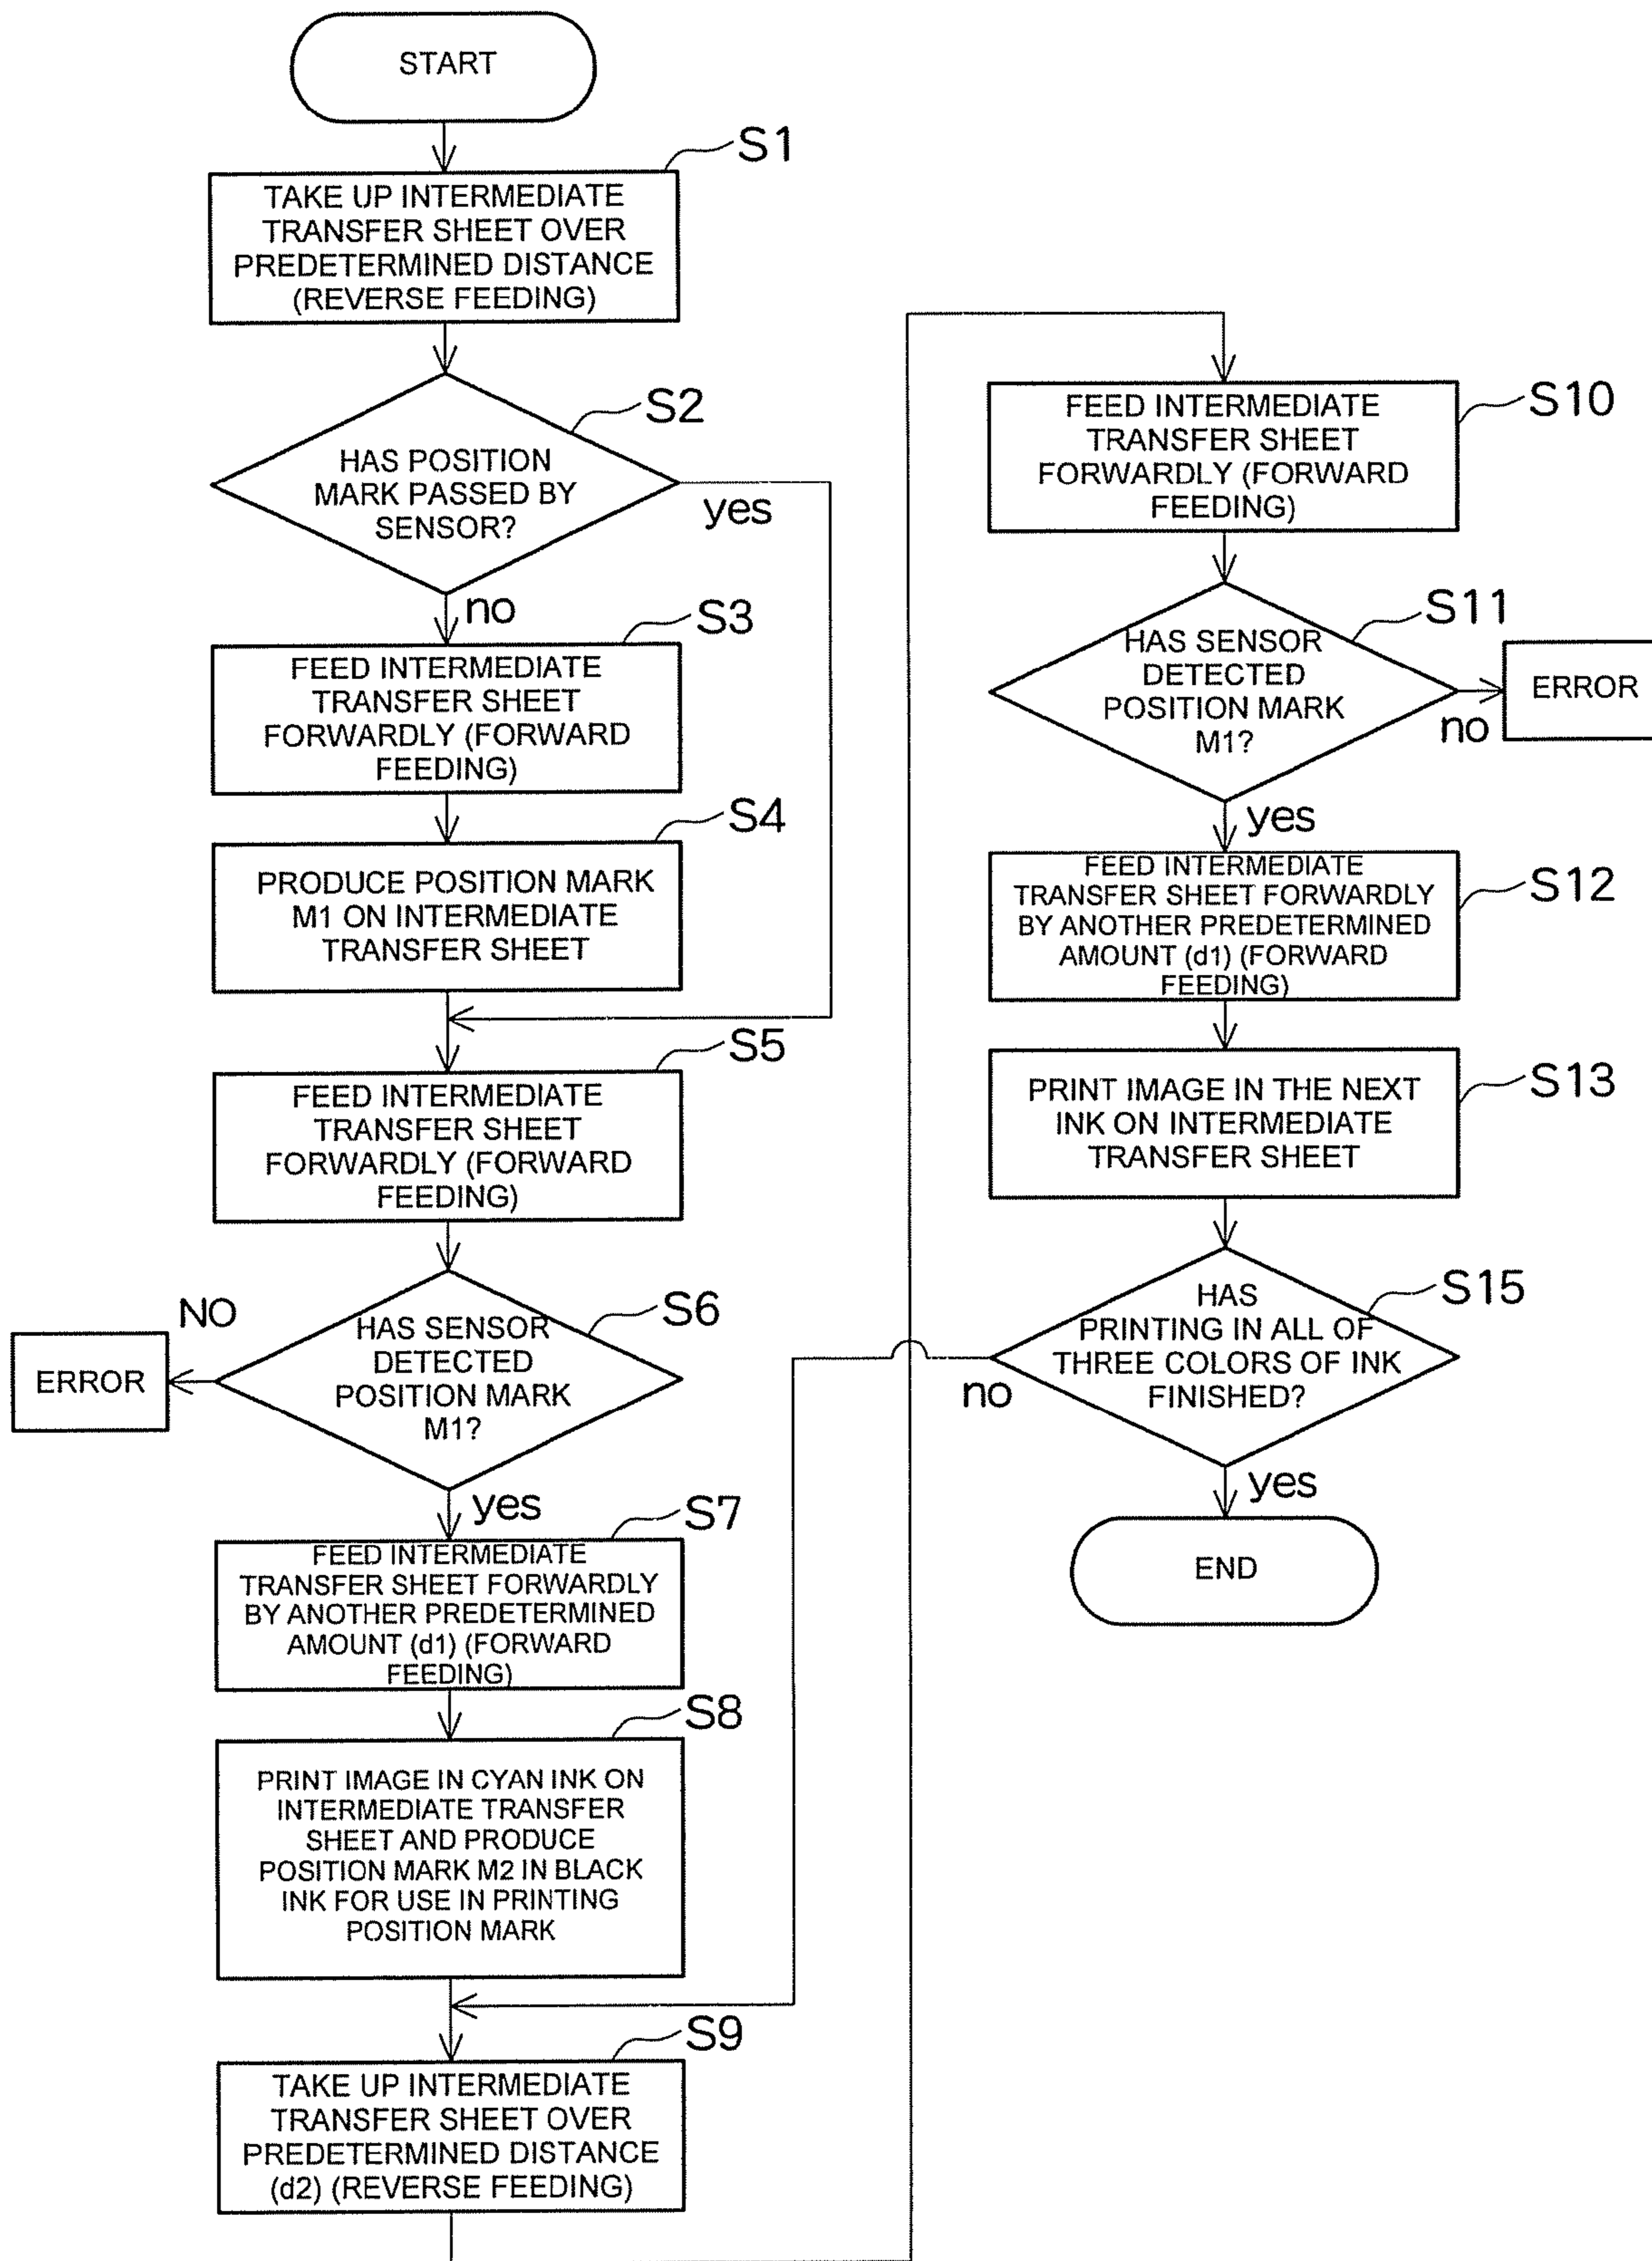 START
S1
TAKE UP INTERMEDIATE
TRANSFER SHEET OVER
PREDETERMINED DISTANCE
(REVERSE FEEDING)
S2
HAS POSITION
MARK PASSED BY
SENSOR?
yes
no
S3
FEED INTERMEDIATE
TRANSFER SHEET
FORWARDLY (FORWARD
FEEDING)
S4
PRODUCE POSITION MARK
M1 ON INTERMEDIATE
TRANSFER SHEET
S5
FEED INTERMEDIATE
TRANSFER SHEET
FORWARDLY (FORWARD
FEEDING)
S6
HAS SENSOR
DETECTED
POSITION MARK
M1?
NO
ERROR
yes
S7
FEED INTERMEDIATE
TRANSFER SHEET FORWARDLY
BY ANOTHER PREDETERMINED
AMOUNT (d1) (FORWARD
FEEDING)
S8
PRINT IMAGE IN CYAN INK ON
INTERMEDIATE TRANSFER
SHEET AND PRODUCE
POSITION MARK M2 IN BLACK
INK FOR USE IN PRINTING
POSITION MARK
S9
TAKE UP INTERMEDIATE
TRANSFER SHEET OVER
PREDETERMINED DISTANCE
(d2) (REVERSE FEEDING)
S10
FEED INTERMEDIATE
TRANSFER SHEET
FORWARDLY (FORWARD
FEEDING)
S11
HAS SENSOR
DETECTED
POSITION MARK
M1?
no
ERROR
yes
S12
FEED INTERMEDIATE
TRANSFER SHEET FORWARDLY
BY ANOTHER PREDETERMINED
AMOUNT (d1) (FORWARD
FEEDING)
S13
PRINT IMAGE IN THE NEXT
INK ON INTERMEDIATE
TRANSFER SHEET
S15
HAS
PRINTING IN ALL OF
THREE COLORS OF INK
FINISHED?
no
yes
END